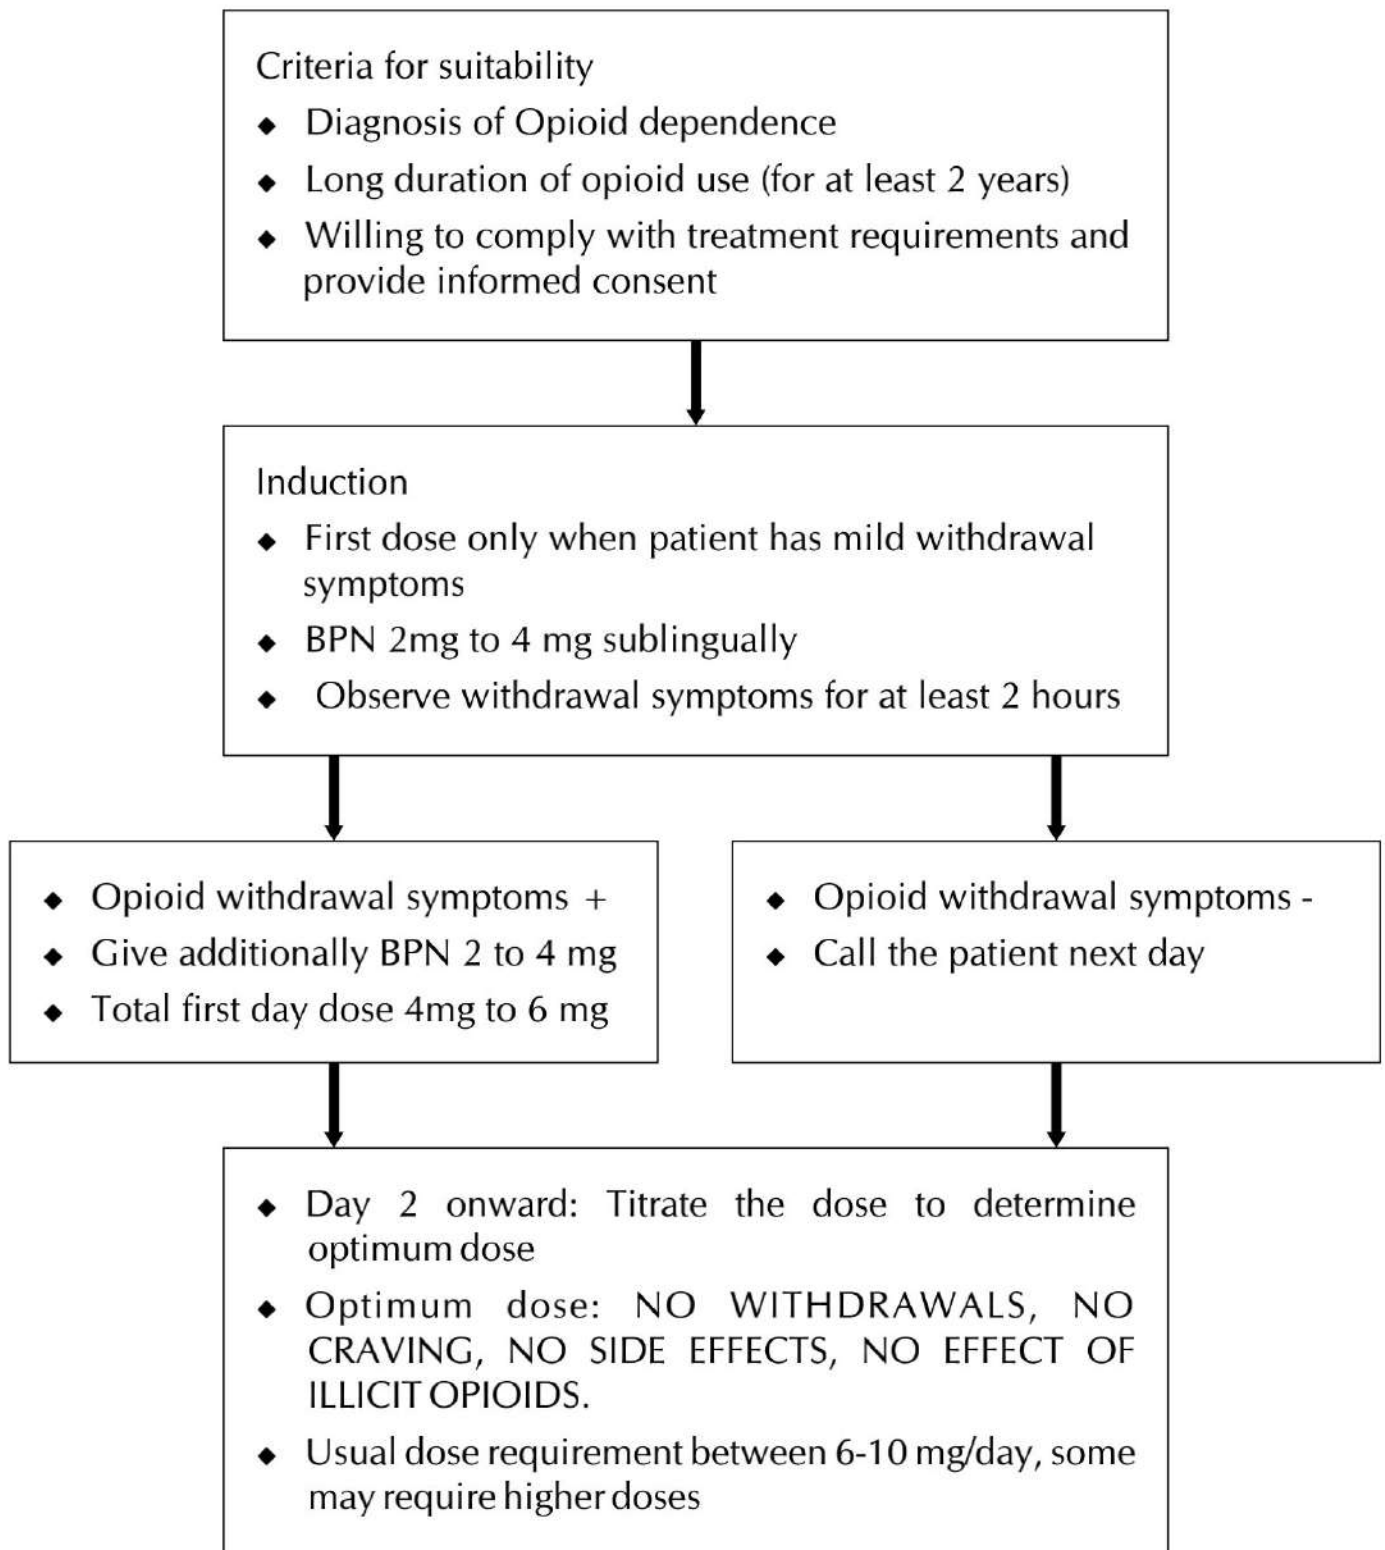 Criteria for suitability
◆ Diagnosis of Opioid dependence
◆ Long duration of opioid use (for at least 2 years)
◆ Willing to comply with treatment requirements and
provide informed consent
Induction
◆ First dose only when patient has mild withdrawal
symptoms
◆ BPN 2mg to 4 mg sublingually
◆ Observe withdrawal symptoms for at least 2 hours
◆ Opioid withdrawal symptoms +
◆ Give additionally BPN 2 to 4 mg
◆ Total first day dose 4mg to 6 mg
◆ Opioid withdrawal symptoms -
◆ Call the patient next day
◆ Day 2 onward: Titrate the dose to determine
optimum dose
◆ Optimum dose: NO WITHDRAWALS, NO
CRAVING, NO SIDE EFFECTS, NO EFFECT OF
ILLICIT OPIOIDS.
◆ Usual dose requirement between 6-10 mg/day, some
may require higher doses